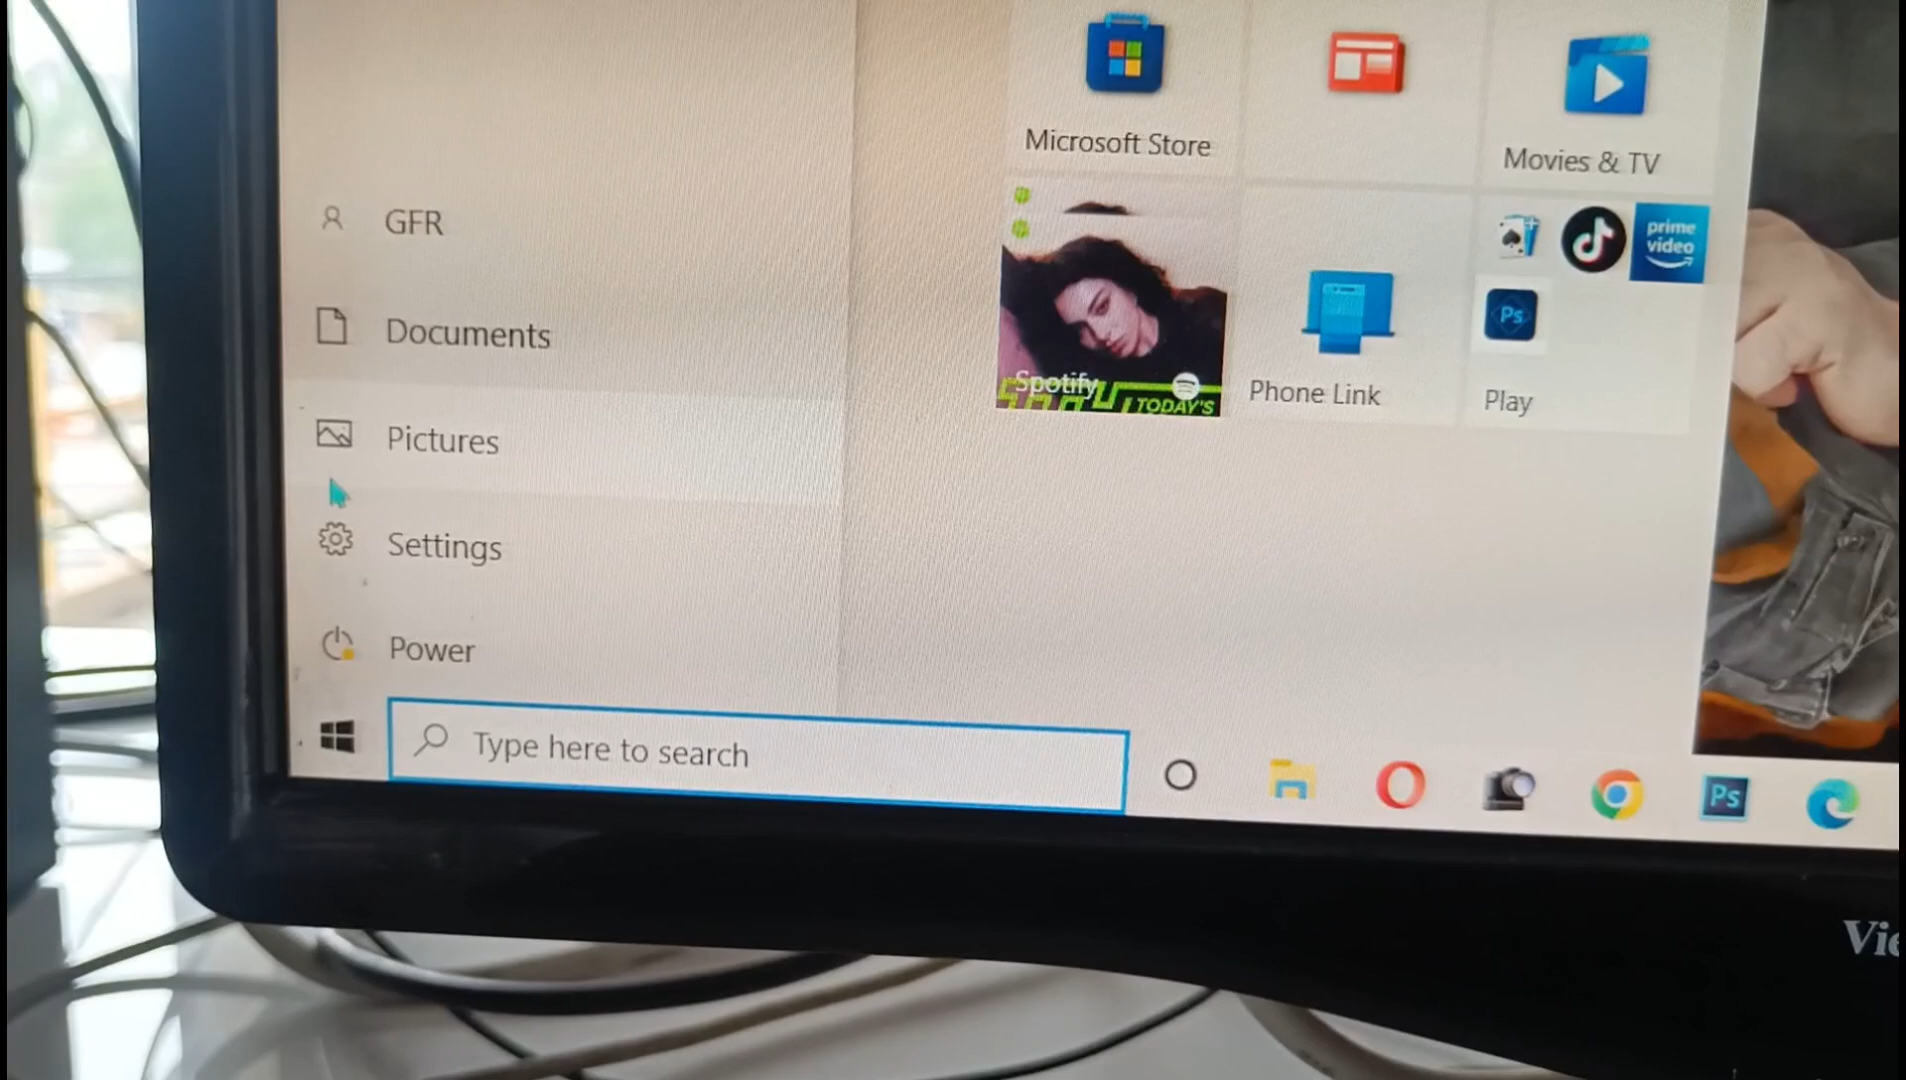 Microsoft Store
Movies & TV
GFR
prime
video
Documents
Ps
Spotify
TODAY'S
Phone Link
Play
Pictures
Settings
Power
Type here to search
Ps